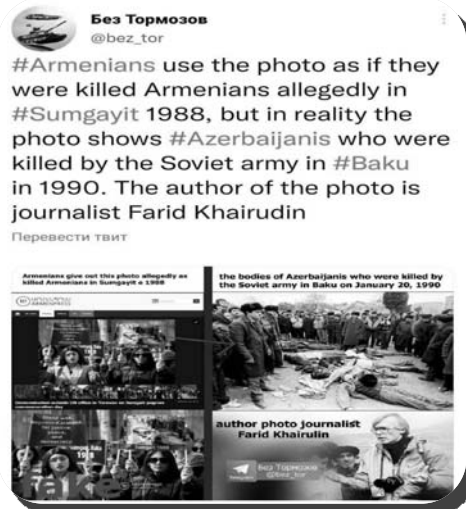 Без Тормозов
@bez_tor
#Armenians use the photo as if they
were killed Armenians allegedly in
#Sumgayit 1988, but in reality the
photo shows #Azerbaijanis who were
killed by the Soviet army in #Baku
in 1990. The author of the photo is
journalist Farid Khairudin
Перевести твит
Armenians give out this photo allegedly as
killed Armenians in Sumgayit в 1988
the bodies of Azerbaijanis who were killed by
the Soviet army in Baku on January 20, 1990
author photo journalist
Farid Khairulin
Без Тормозов
@bez_tor
fake